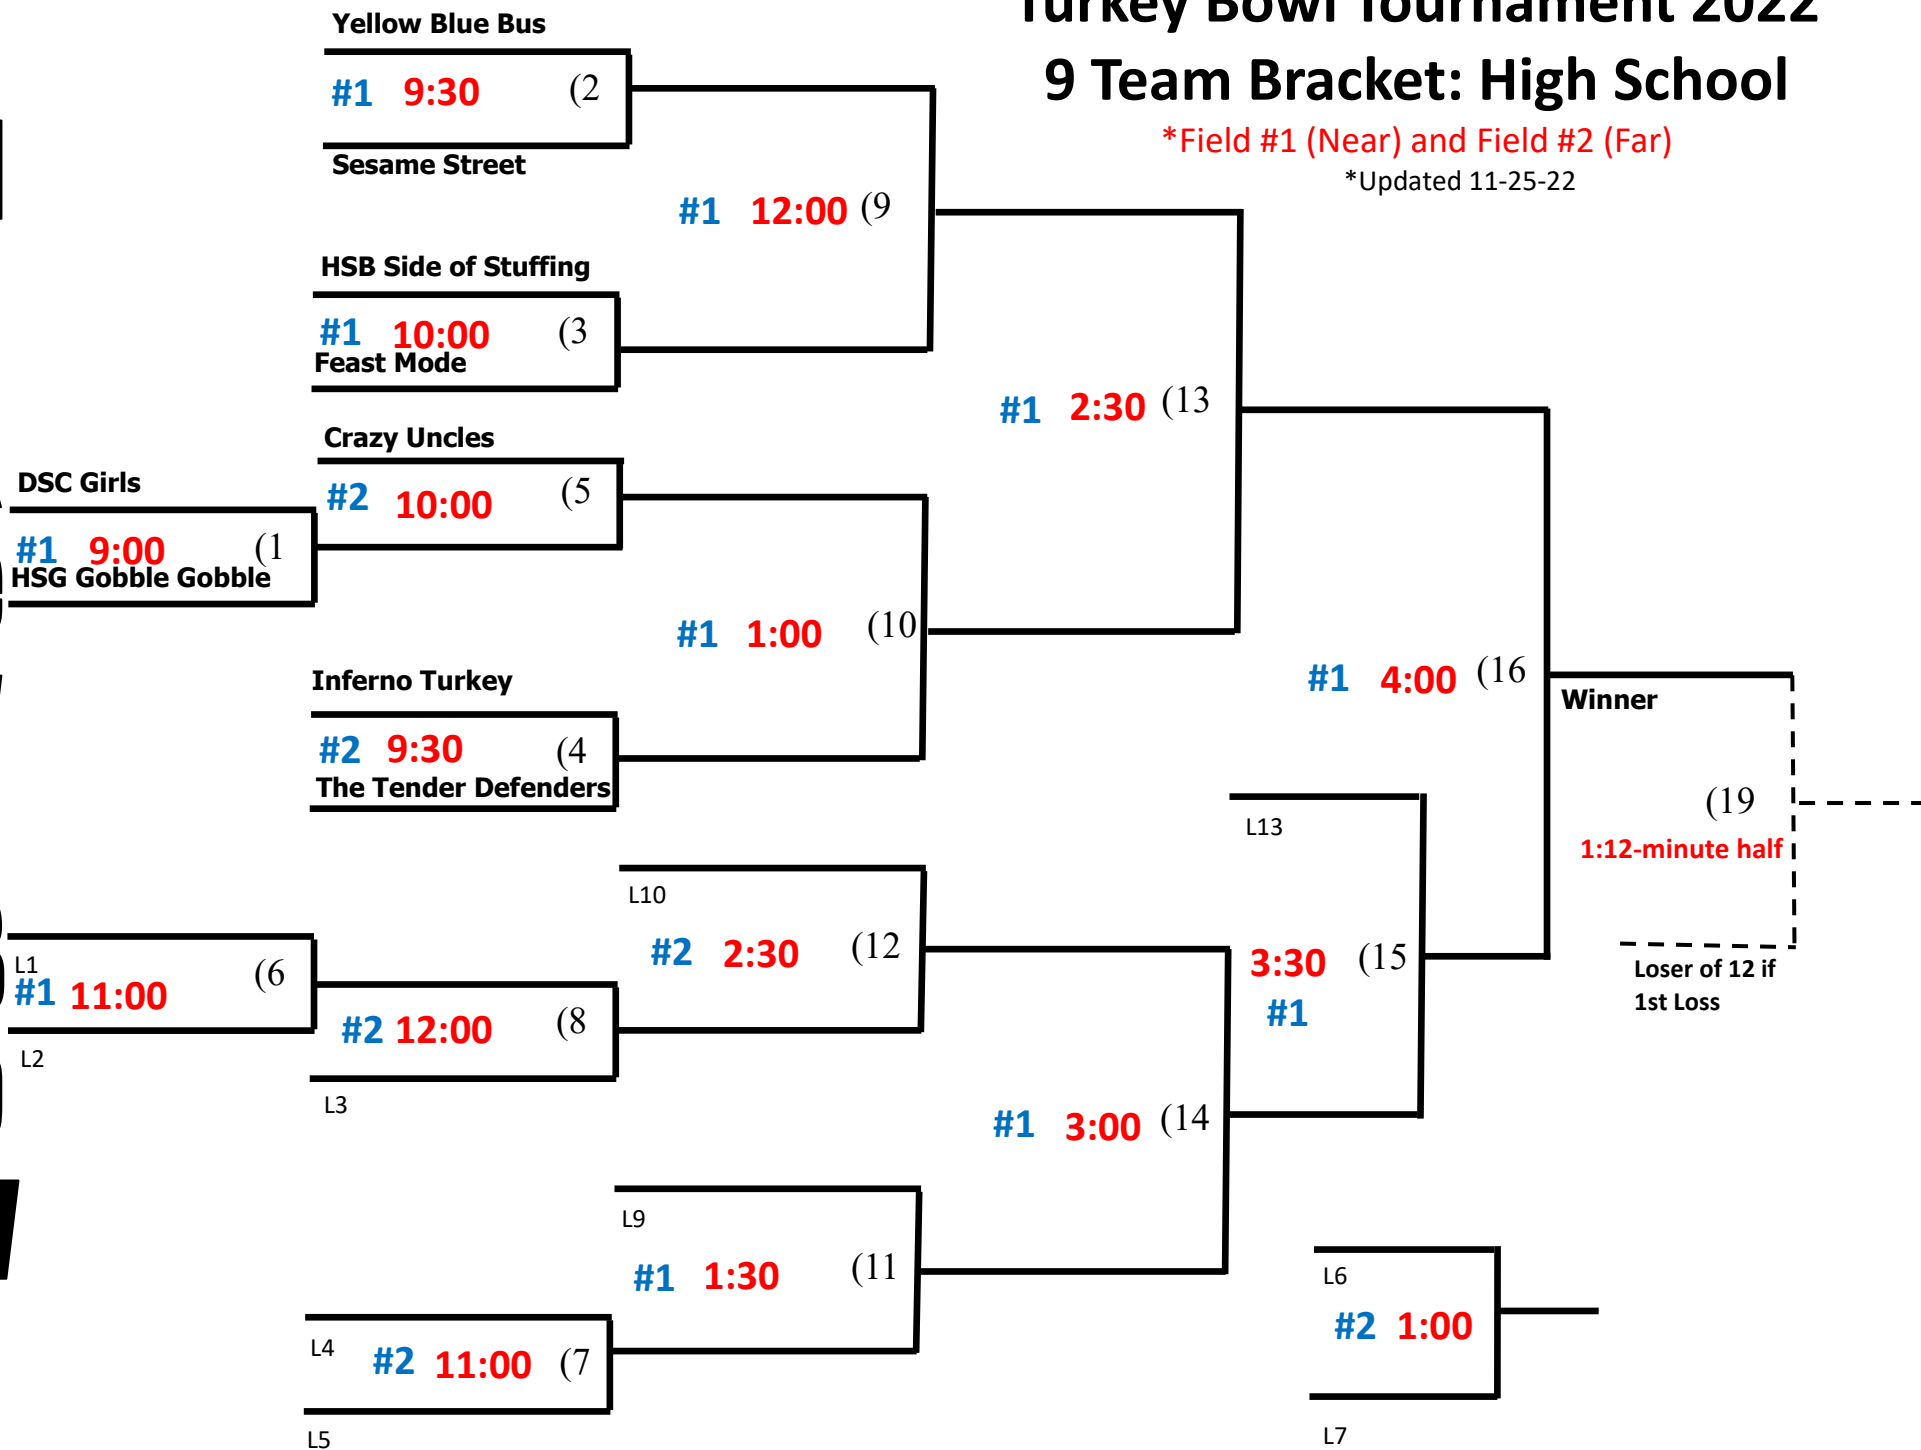 Turkey Bowl Tournament 2022
9 Team Bracket: High School
*Field #1 (Near) and Field #2 (Far)
*Updated 11-25-22
Yellow Blue Bus
#1 9:30 (2
Sesame Street
#1 12:00 (9
HSB Side of Stuffing
#1 10:00 (3
Feast Mode
#1 2:30 (13
Crazy Uncles
#2 10:00 (5
DSC Girls
#1 9:00 (1
HSG Gobble Gobble
#1 1:00 (10
Inferno Turkey
#2 9:30 (4
The Tender Defenders
#1 4:00 (16
Winner
(19
1:12-minute half
Loser of 12 if
1st Loss
L13
3:30 (15
#1
L10
#2 2:30 (12
L1
#1 11:00 (6
L2
#2 12:00 (8
L3
#1 3:00 (14
L9
#1 1:30 (11
L4
#2 11:00 (7
L5
L6
#2 1:00
L7